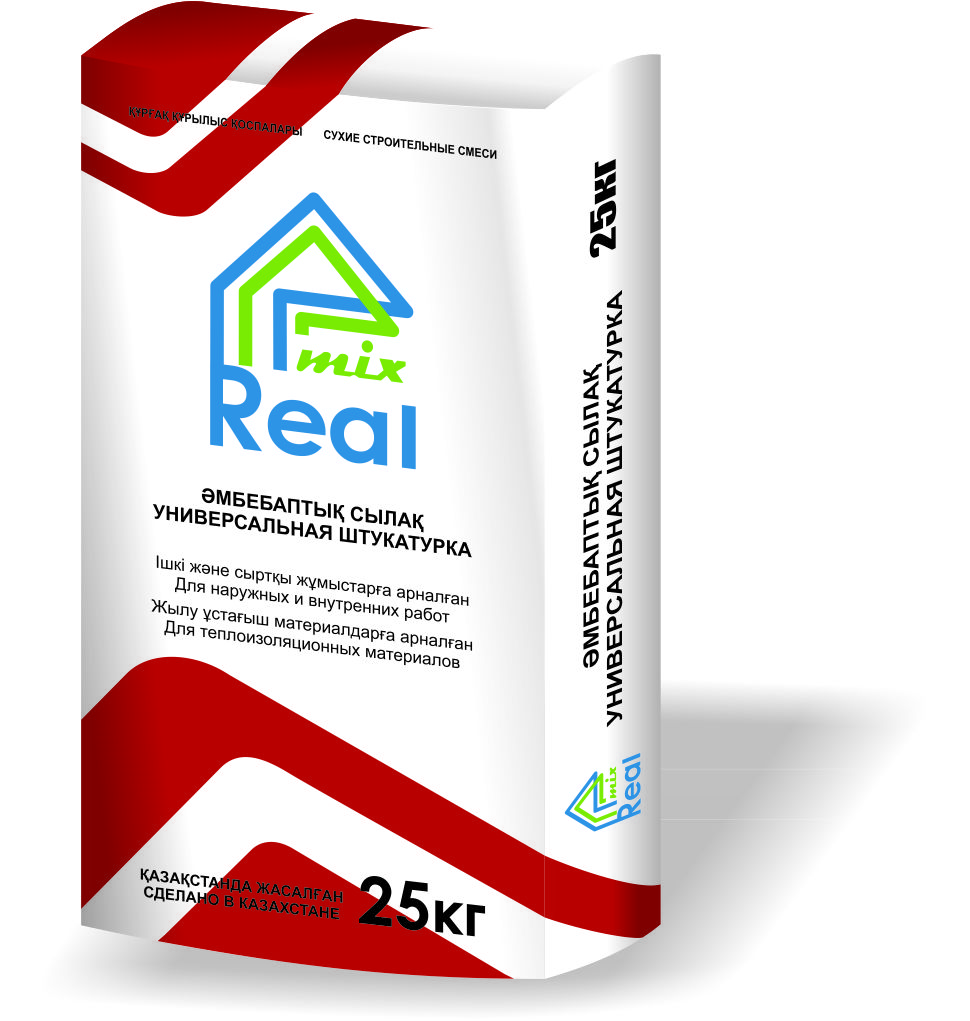 ҚҰРҒАҚ ҚҰРЫЛЫС ҚОСПАЛАРЫ
СУХИЕ СТРОИТЕЛЬНЫЕ СМЕСИ
mix
Real
ӘМБЕБАПТЫҚ СЫЛАҚ
УНИВЕРСАЛЬНАЯ ШТУКАТУРКА
Ішкі және сыртқы жұмыстарға арналған
Для наружных и внутренних работ
Жылу ұстағыш материалдарға арналған
Для теплоизоляционных материалов
ҚАЗАҚСТАНДА ЖАСАЛҒАН
СДЕЛАНО В КАЗАХСТАНЕ
25кг
25кг
ӘМБЕБАПТЫҚ СЫЛАҚ
УНИВЕРСАЛЬНАЯ ШТУКАТУРКА
mix
Real